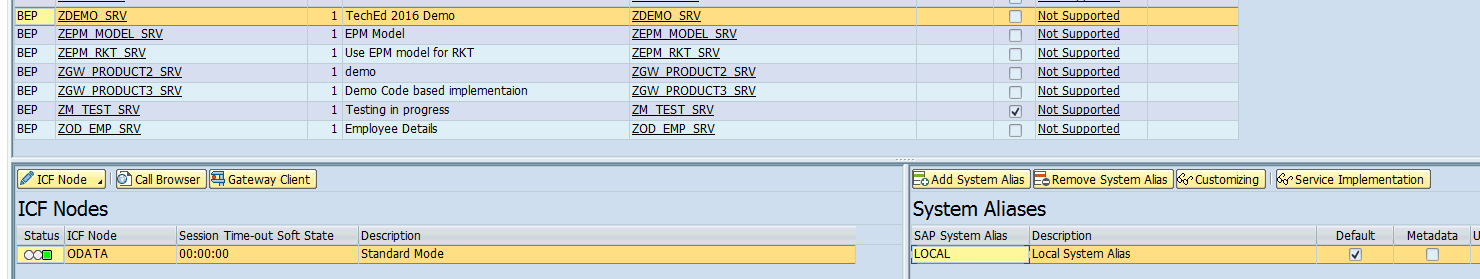 BEP ZDEMO_SRV 1 TechEd 2016 Demo ZDEMO_SRV Not Supported
BEP ZEPM_MODEL_SRV 1 EPM Model ZEPM_MODEL_SRV Not Supported
BEP ZEPM_RKT_SRV 1 Use EPM model for RKT ZEPM_RKT_SRV Not Supported
BEP ZGW_PRODUCT2_SRV 1 demo ZGW_PRODUCT2_SRV Not Supported
BEP ZGW_PRODUCT3_SRV 1 Demo Code based implementaion ZGW_PRODUCT3_SRV Not Supported
BEP ZM_TEST_SRV 1 Testing in progress ZM_TEST_SRV Not Supported
BEP ZOD_EMP_SRV 1 Employee Details ZOD_EMP_SRV Not Supported
ICF Node Call Browser Gateway Client
ICF Nodes
Status ICF Node Session Time-out Soft State Description
ODATA 00:00:00 Standard Mode
Add System Alias Remove System Alias Customizing Service Implementation
System Aliases
SAP System Alias Description Default Metadata U
LOCAL Local System Alias